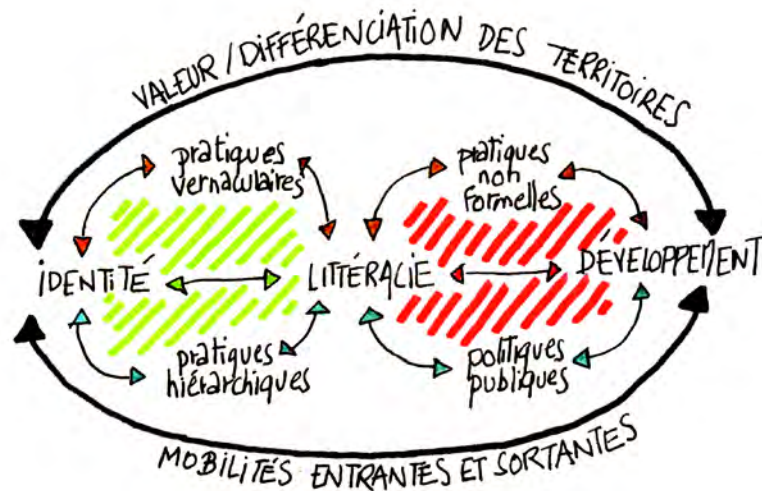 VALEUR/DIFFÉRENCIATION DES TERRITOIRES
pratiques
vernaculaires
pratiques
non
formelles
IDENTITÉ
LITTÉRACIE
DÉVELOPPEMENT
pratiques
hiérarchiques
politiques
publiques
MOBILITÉS ENTRANTES ET SORTANTES